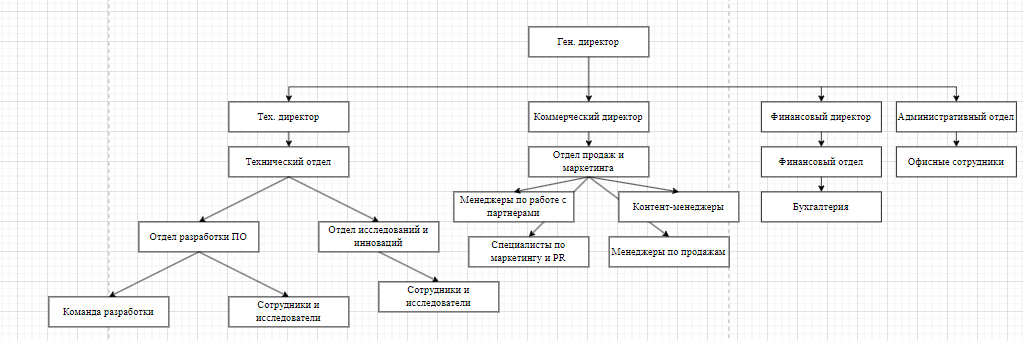 Ген. директор
Тех. директор
Коммерческий директор
Финансовый директор
Административный отдел
Технический отдел
Отдел продаж и
маркетинга
Финансовый отдел
Офисные сотрудники
Менеджеры по работе с
партнерами
Контент-менеджеры
Бухгалтерия
Отдел разработки ПО
Отдел исследований и
инноваций
Специалисты по
маркетингу и PR
Менеджеры по продажам
Команда разработки
Сотрудники и
исследователи
Сотрудники и
исследователи